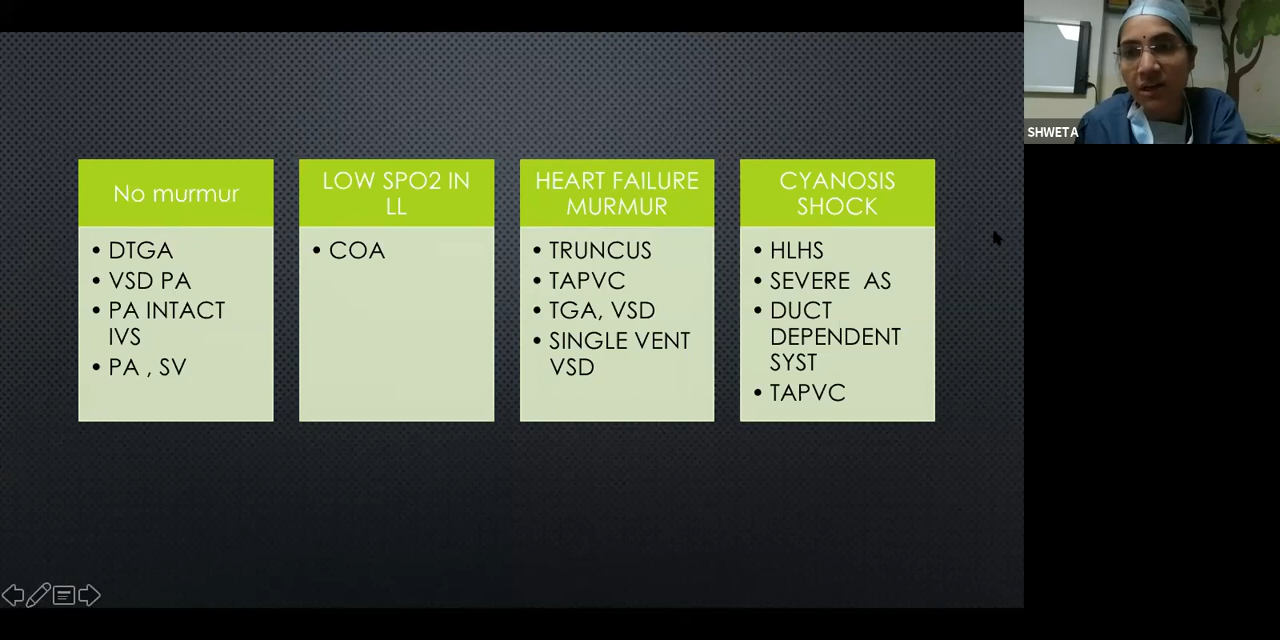 No murmur
• DTGA
• VSD PA
• PA INTACT
IVS
• PA , SV
LOW SPO2 IN
LL
• COA
HEART FAILURE
MURMUR
• TRUNCUS
• TAPVC
• TGA, VSD
• SINGLE VENT
VSD
CYANOSIS
SHOCK
• HLHS
• SEVERE  AS
• DUCT
DEPENDENT
SYST
• TAPVC
SHWETA